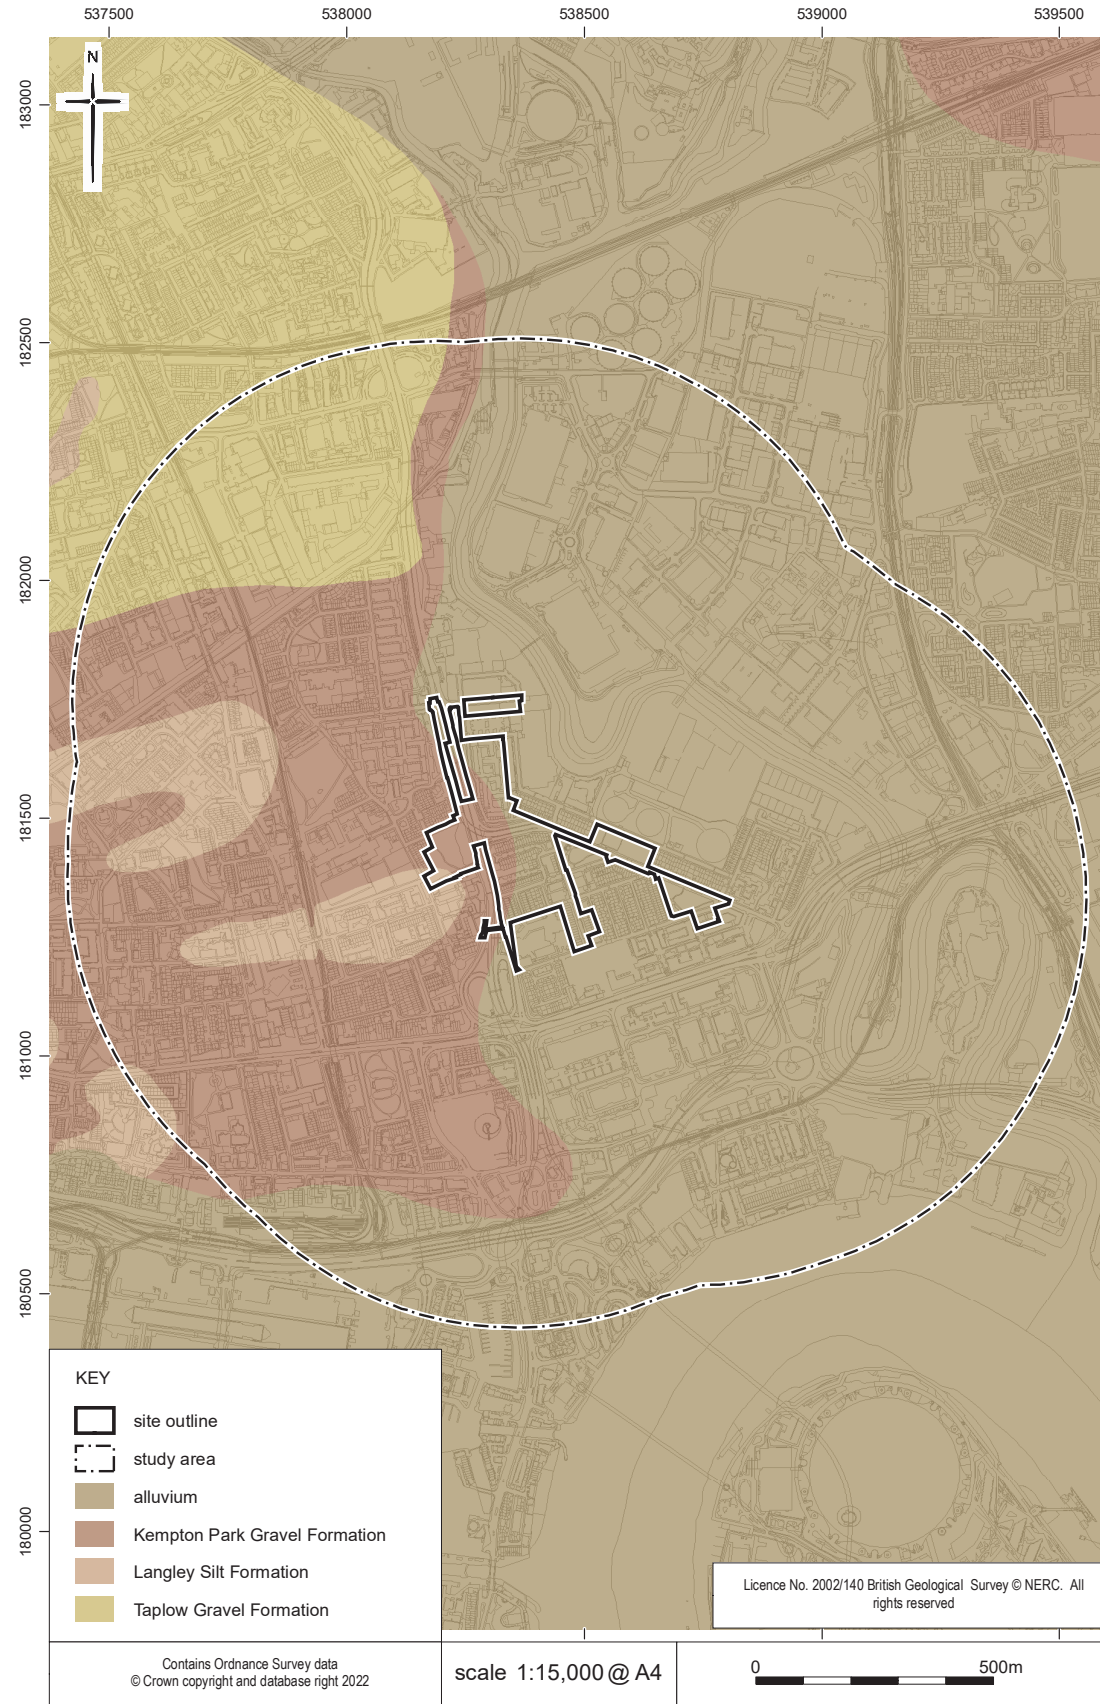 537500
538000
538500
539000
539500
N
183000
182500
182000
181500
181000
180500
180000
KEY
site outline
study area
alluvium
Kempton Park Gravel Formation
Langley Silt Formation
Taplow Gravel Formation
Licence No. 2002/140 British Geological Survey © NERC. All
rights reserved
Contains Ordnance Survey data
© Crown copyright and database right 2022
scale 1:15,000 @ A4
0
500m